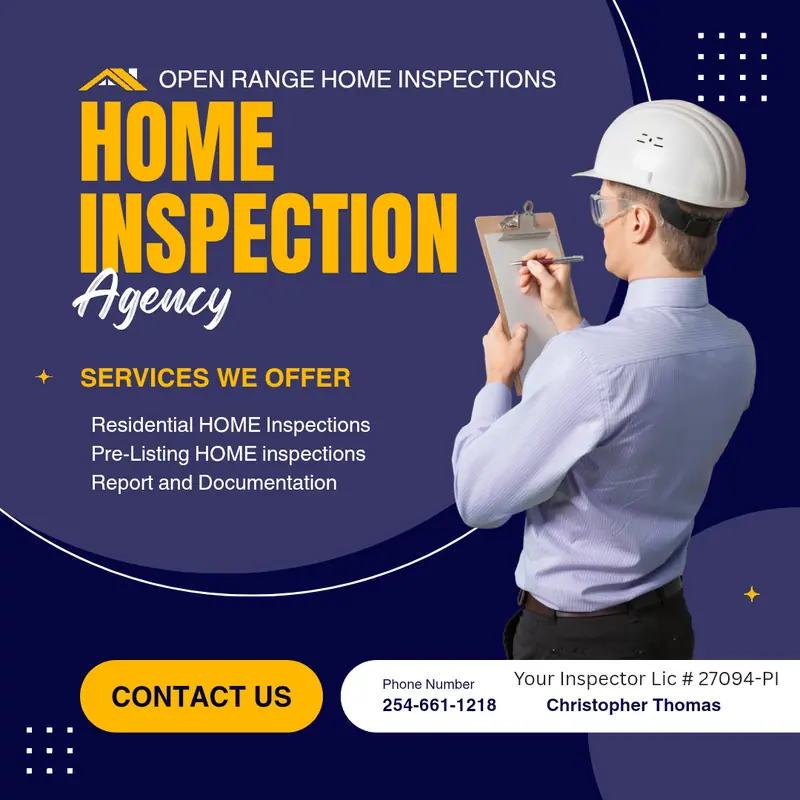 OPEN RANGE HOME INSPECTIONS
HOME
INSPECTION
Agency
SERVICES WE OFFER
Residential HOME Inspections
Pre-Listing HOME inspections
Report and Documentation
CONTACT US
Phone Number
254-661-1218
Your Inspector Lic # 27094-PI
Christopher Thomas